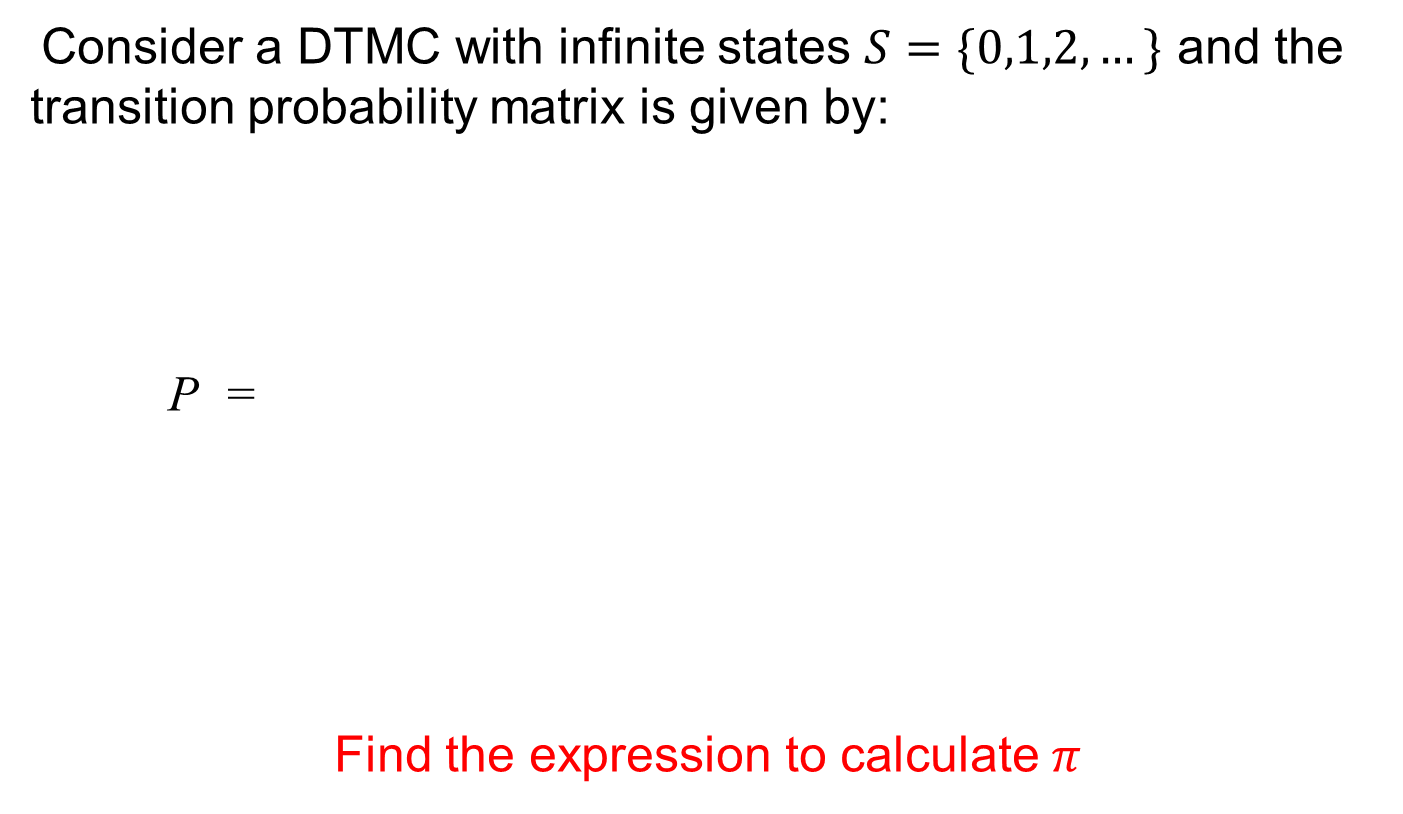 Consider a DTMC with infinite states 𝑆 = {0,1,2, … } and the
transition probability matrix is given by:
P =
Find the expression to calculate 𝜋